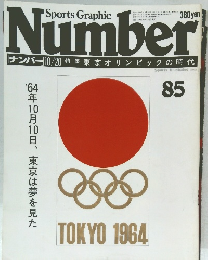 Sports Graphic
380yen
Number
ナンバー 10/20 特集 東京オリンピックの時代
85
'64年10月10日、東京は夢を見た
TOKYO 1964